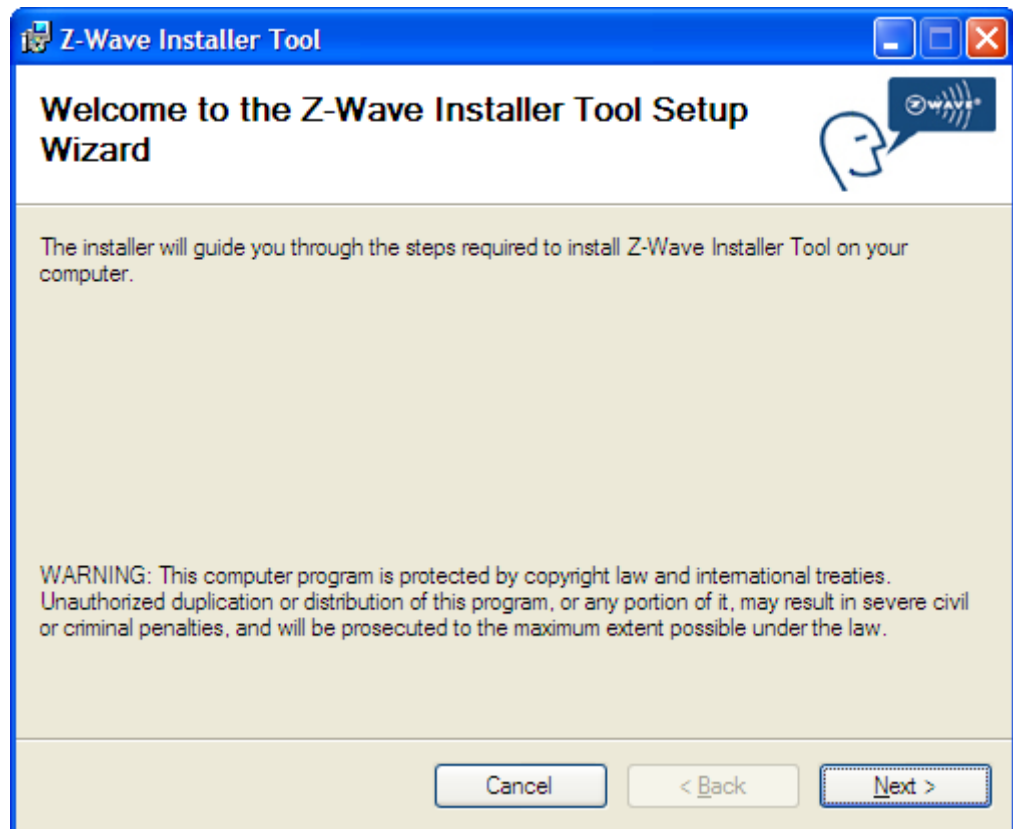 Z-Wave Installer Tool
Welcome to the Z-Wave Installer Tool Setup
Wizard
Z WAVE®
The installer will guide you through the steps required to install Z-Wave Installer Tool on your
computer.
WARNING: This computer program is protected by copyright law and international treaties.
Unauthorized duplication or distribution of this program, or any portion of it, may result in severe civil
or criminal penalties, and will be prosecuted to the maximum extent possible under the law.
Cancel
< Back
Next >